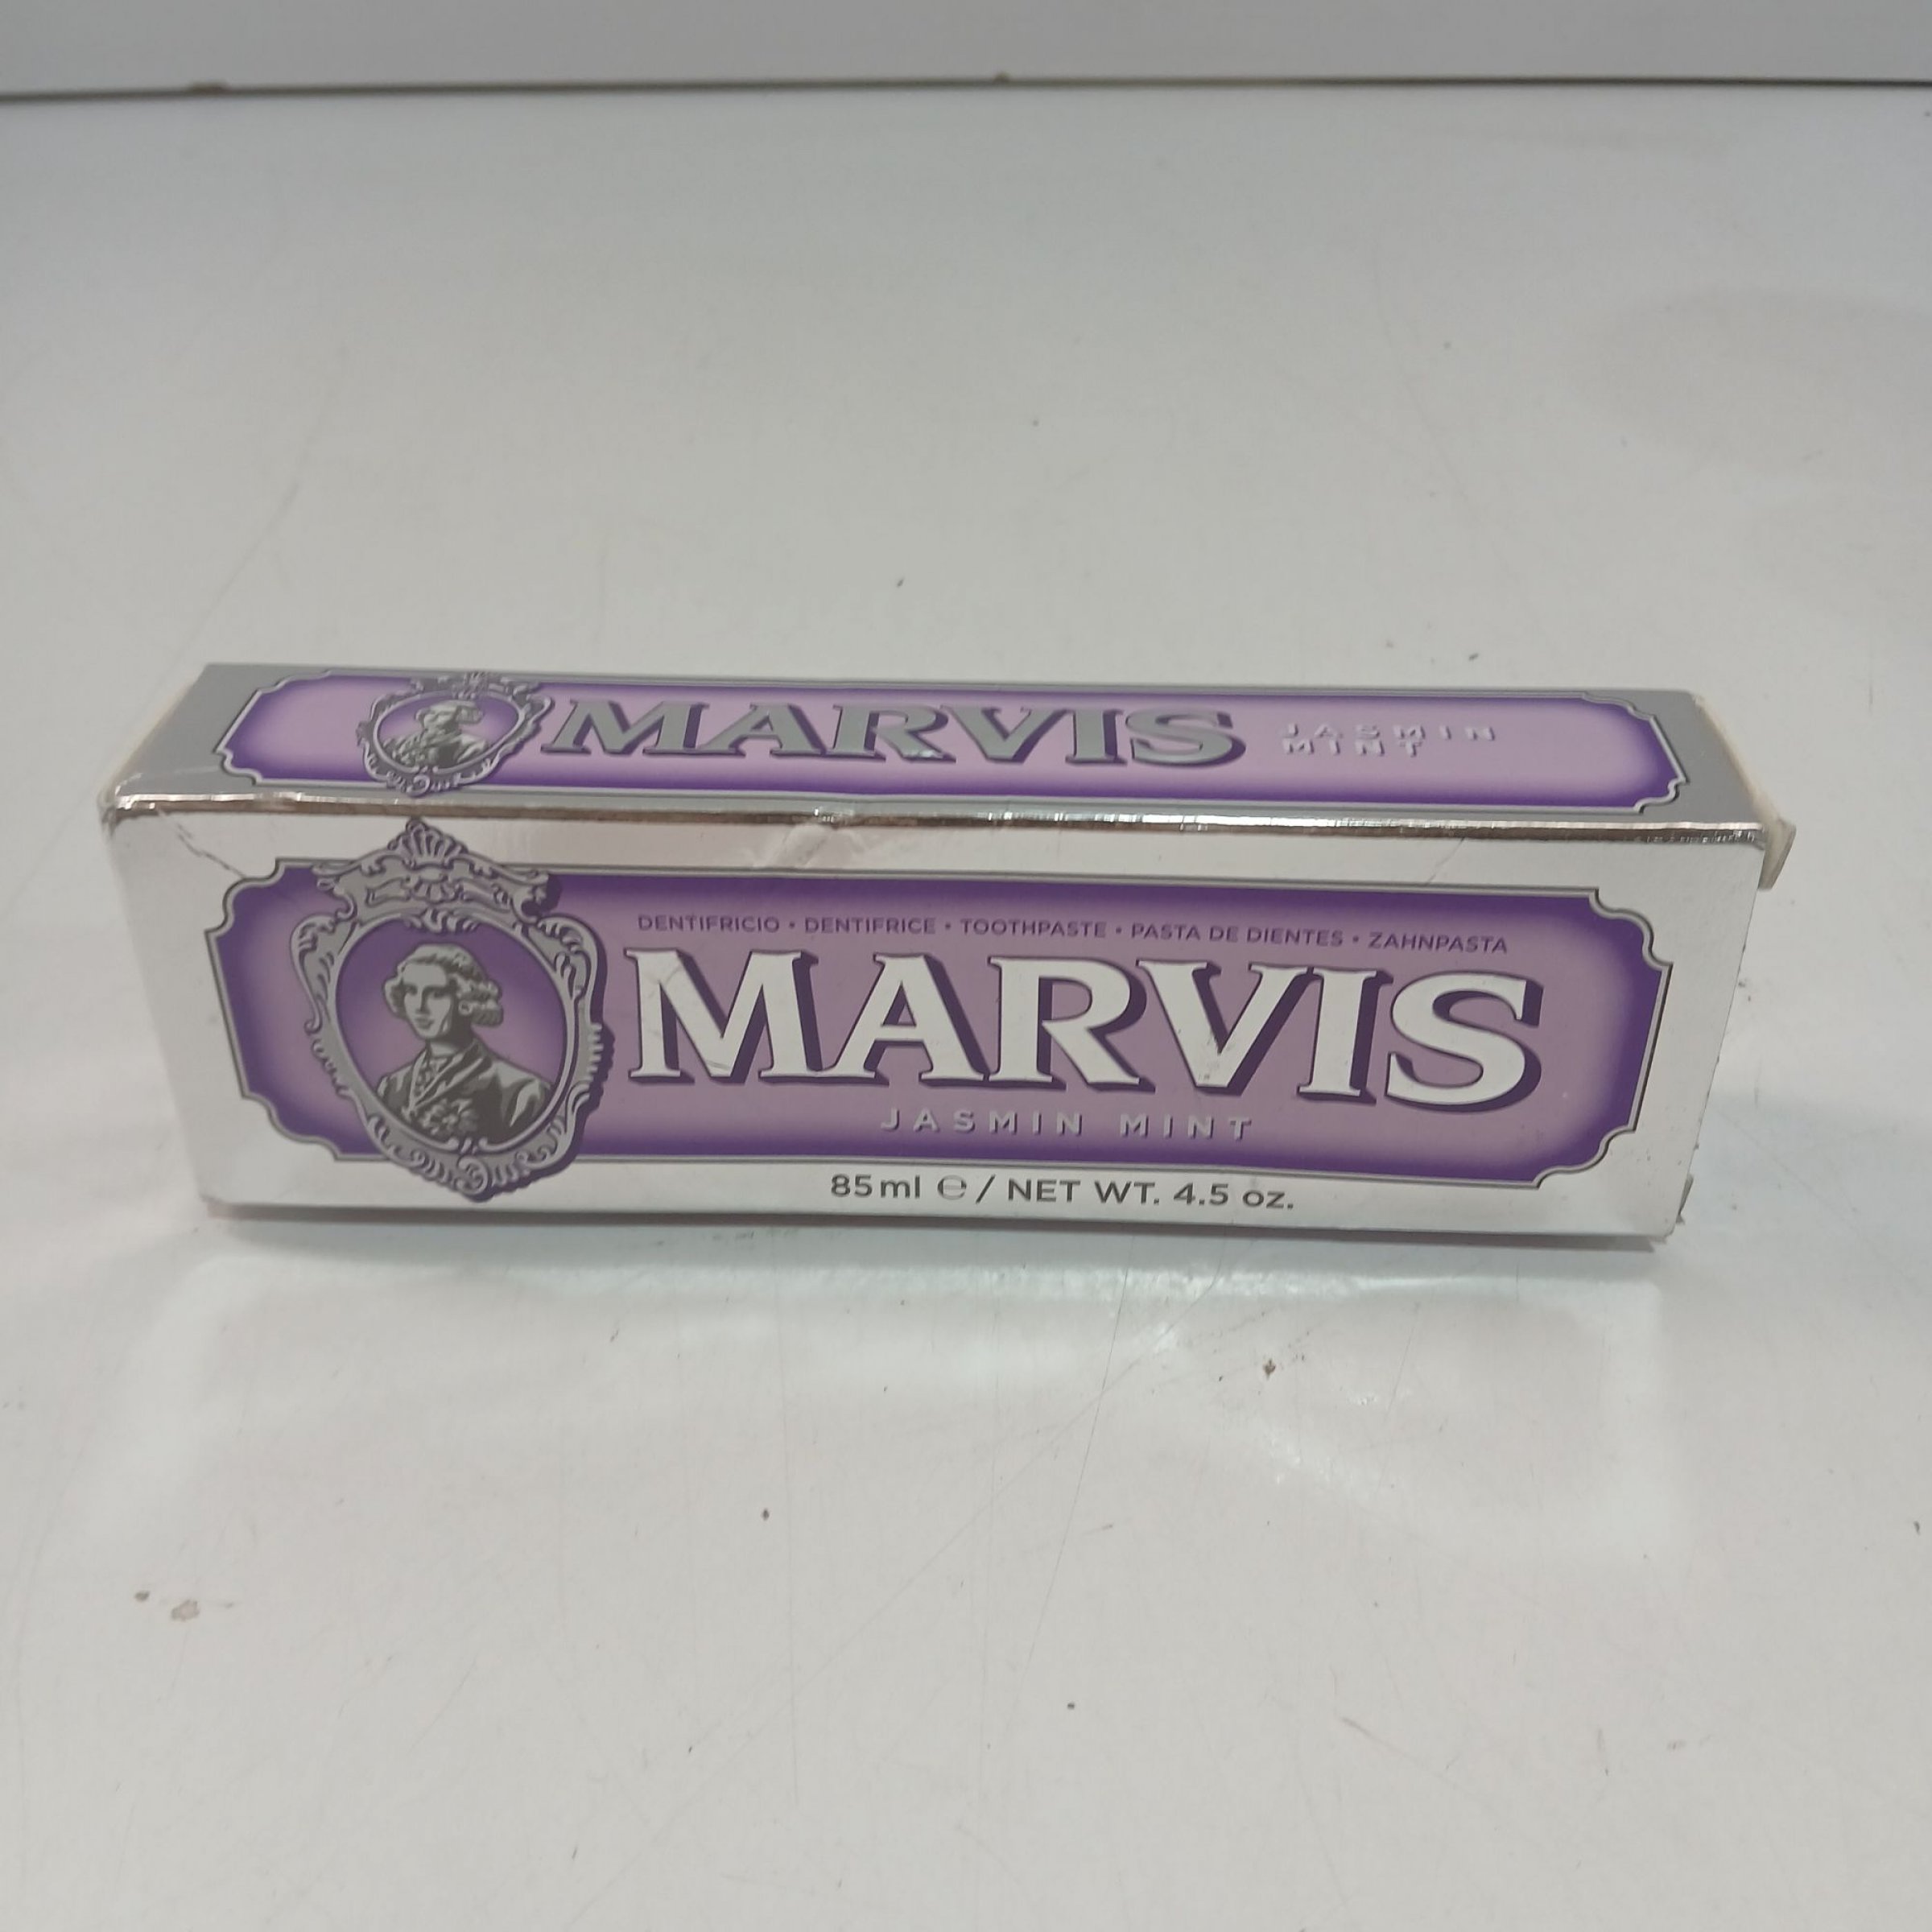 MARVIS JASMIN
MINT
DENTIFRICIO • DENTIFRICE • TOOTHPASTE • PASTA DE DIENTES • ZAHNPASTA
MARVIS
JASMIN MINT
85ml ℮ / NET WT. 4.5 oz.